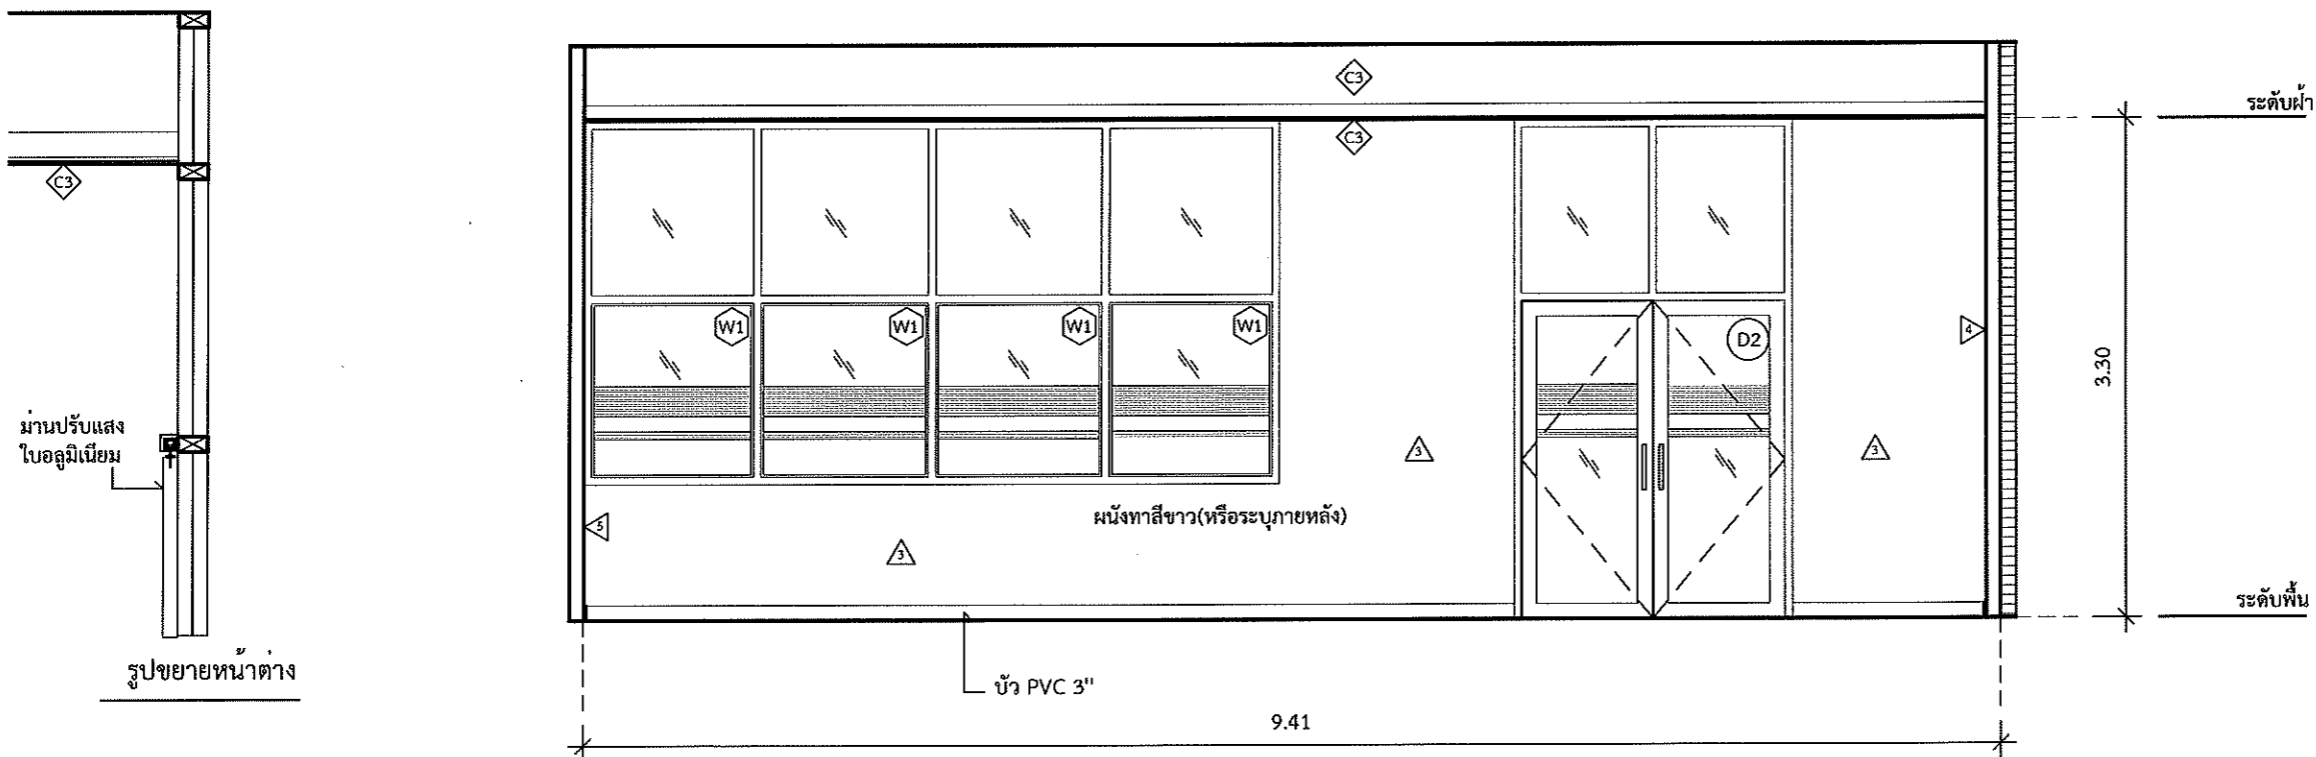 C3
ม่านปรับแสง
ใบอลูมิเนียม
รูปขยายหน้าต่าง
C3
C3
W1
W1
W1
W1
D2
4
3
3
5
3
ผนังทาสีขาว(หรือระบุภายหลัง)
บัว PVC 3"
9.41
ระดับฝ้า
3.30
ระดับพื้น